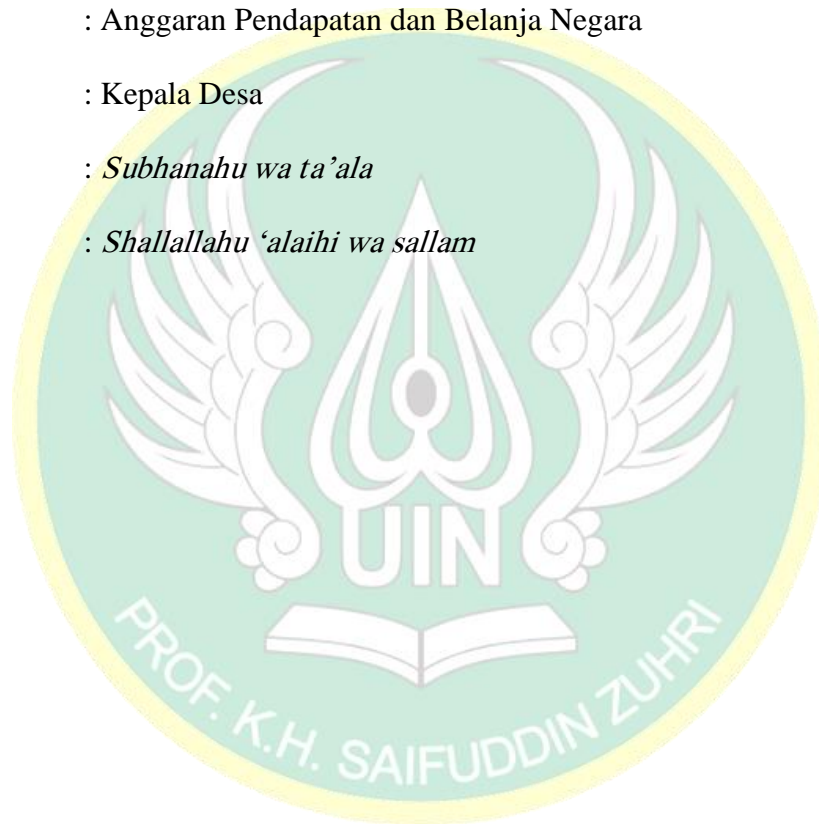 : Anggaran Pendapatan dan Belanja Negara
: Kepala Desa
: Subhanahu wa ta’ala
: Shallallahu ‘alaihi wa sallam
UIN
PROF. K.H. SAIFUDDIN ZUHRI